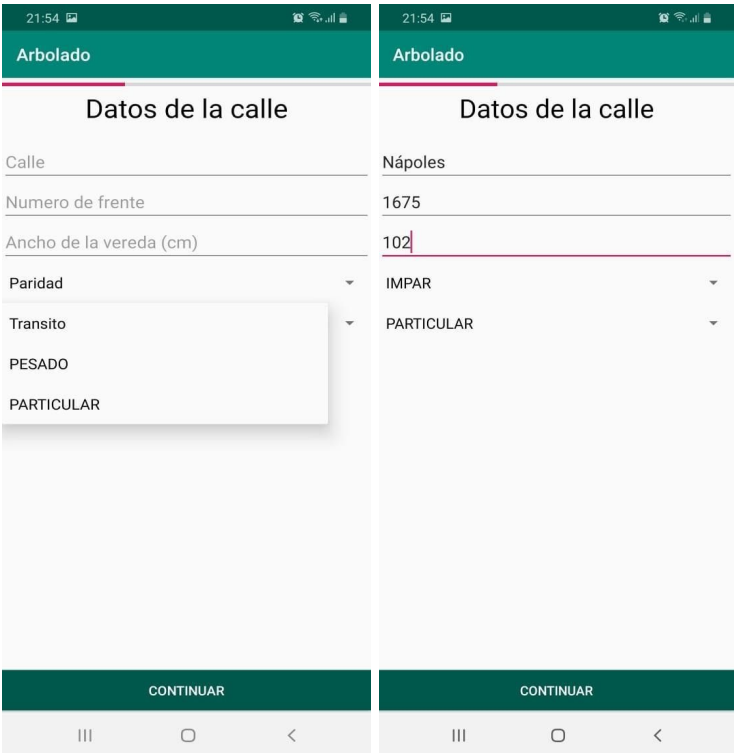 21:54
Arbolado
Datos de la calle
Calle
Numero de frente
Ancho de la vereda (cm)
Paridad
Transito
PESADO
PARTICULAR
CONTINUAR
21:54
Arbolado
Datos de la calle
Nápoles
1675
102
IMPAR
PARTICULAR
CONTINUAR